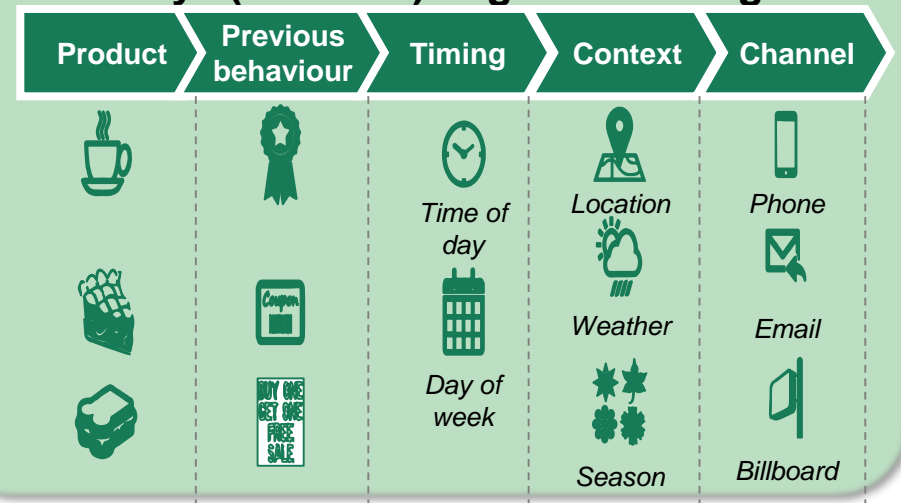 Product
Previous
behaviour
Timing
Context
Channel
Time of
day
Location
Phone
Coupon
Weather
Email
Day of
week
BUY ONE
GET ONE
FREE
SALE
Season
Billboard